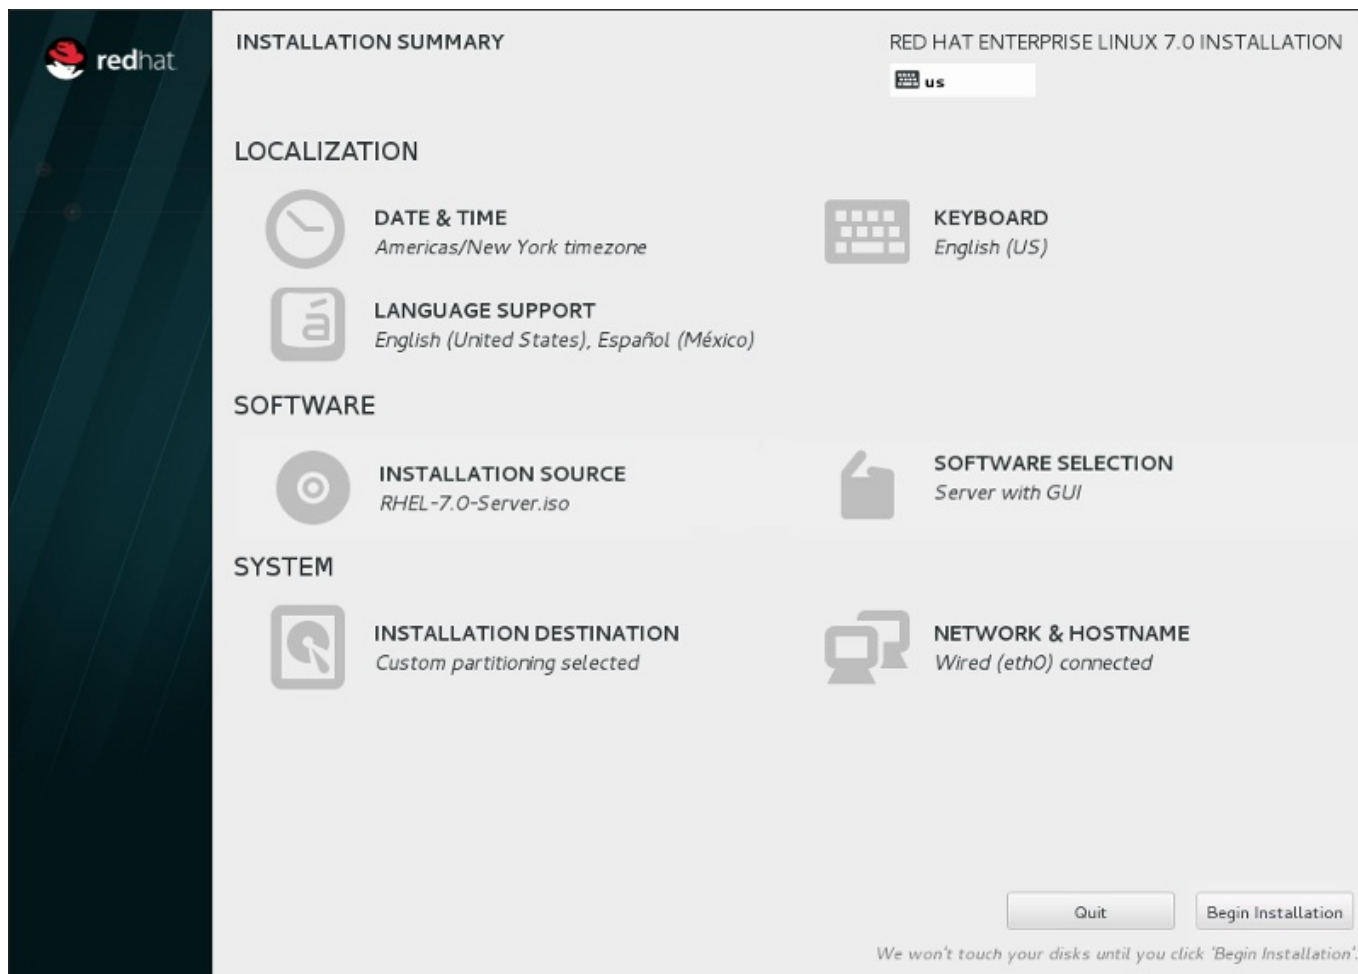 redhat.
INSTALLATION SUMMARY
RED HAT ENTERPRISE LINUX 7.0 INSTALLATION
us
LOCALIZATION
DATE & TIME
Americas/New York timezone
KEYBOARD
English (US)
á
LANGUAGE SUPPORT
English (United States), Español (México)
SOFTWARE
INSTALLATION SOURCE
RHEL-7.0-Server.iso
SOFTWARE SELECTION
Server with GUI
SYSTEM
INSTALLATION DESTINATION
Custom partitioning selected
NETWORK & HOSTNAME
Wired (eth0) connected
Quit
Begin Installation
We won't touch your disks until you click 'Begin Installation'.